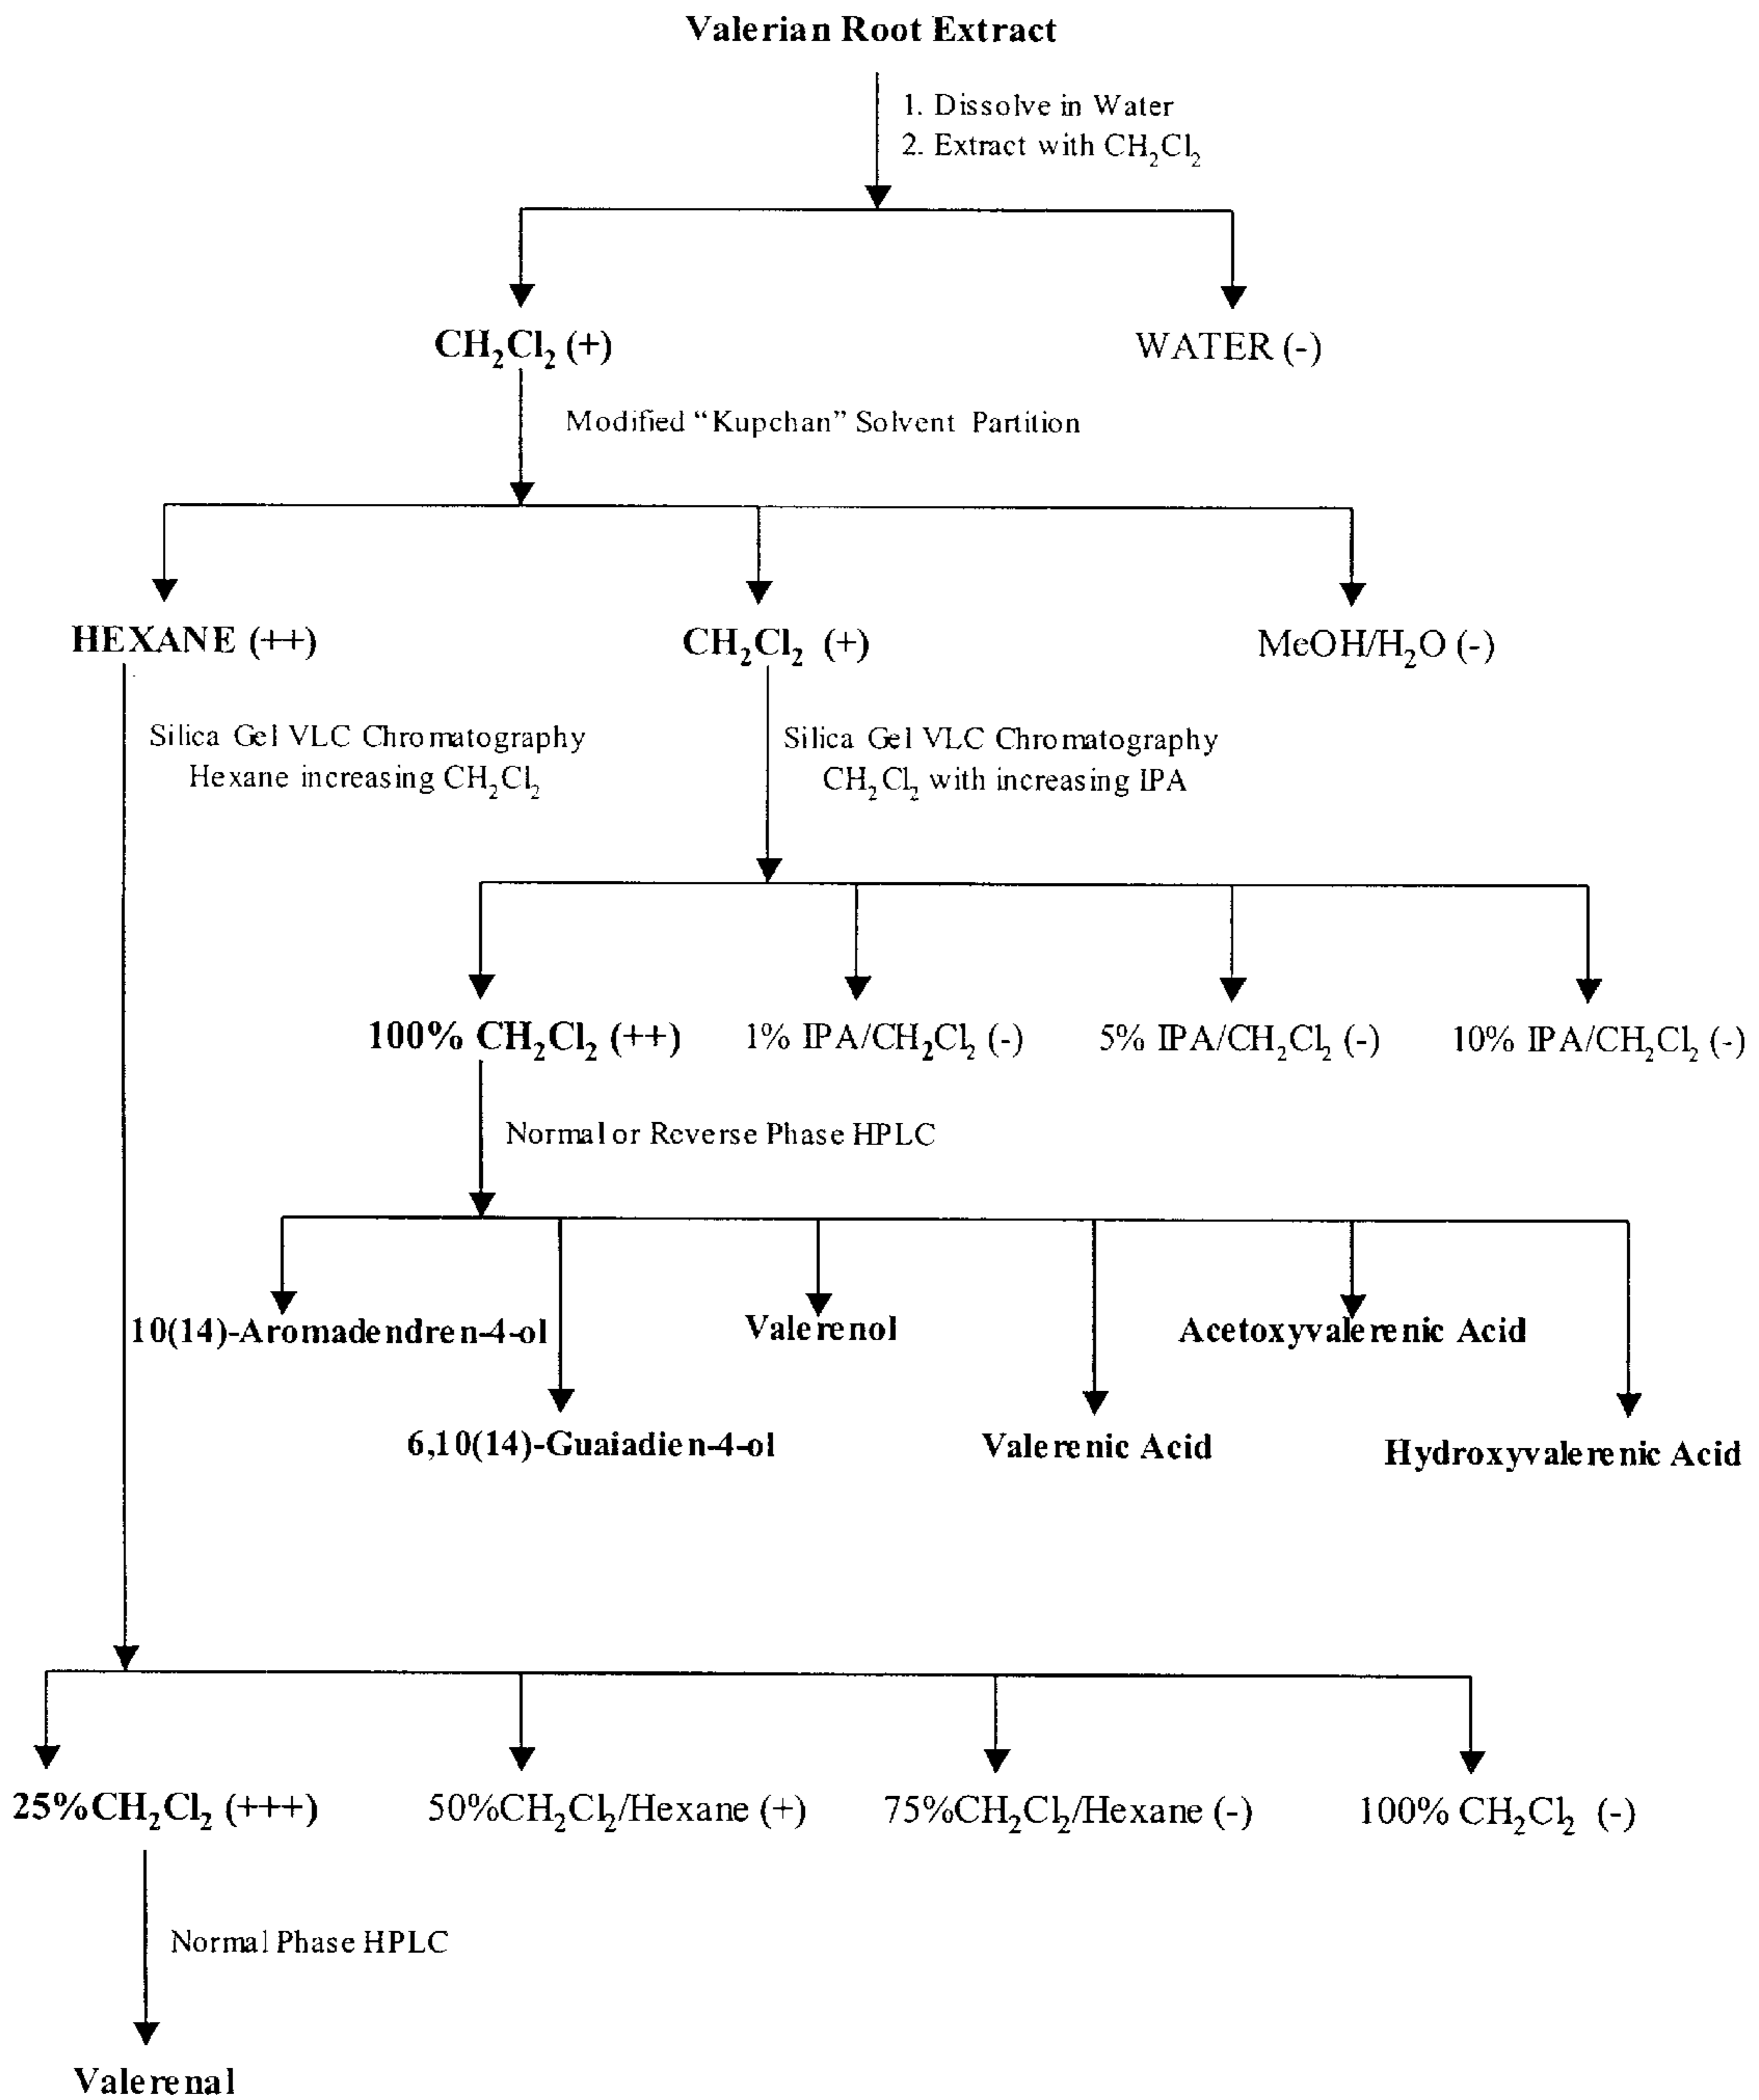 Valerian Root Extract
1. Dissolve in Water
2. Extract with CH₂Cl₂
CH₂Cl₂ (+)
WATER (-)
Modified “Kupchan” Solvent Partition
HEXANE (++)
CH₂Cl₂ (+)
MeOH/H₂O (-)
Silica Gel VLC Chromatography
Hexane increasing CH₂Cl₂
Silica Gel VLC Chromatography
CH₂Cl₂ with increasing IPA
100% CH₂Cl₂ (++)
1% IPA/CH₂Cl₂ (-)
5% IPA/CH₂Cl₂ (-)
10% IPA/CH₂Cl₂ (-)
Normal or Reverse Phase HPLC
10(14)-Aromadendren-4-ol
Valerenol
Acetoxyvalerenic Acid
6,10(14)-Guaiadien-4-ol
Valerenic Acid
Hydroxyvalerenic Acid
25%CH₂Cl₂ (+++)
50%CH₂Cl₂/Hexane (+)
75%CH₂Cl₂/Hexane (-)
100% CH₂Cl₂ (-)
Normal Phase HPLC
Valerenal